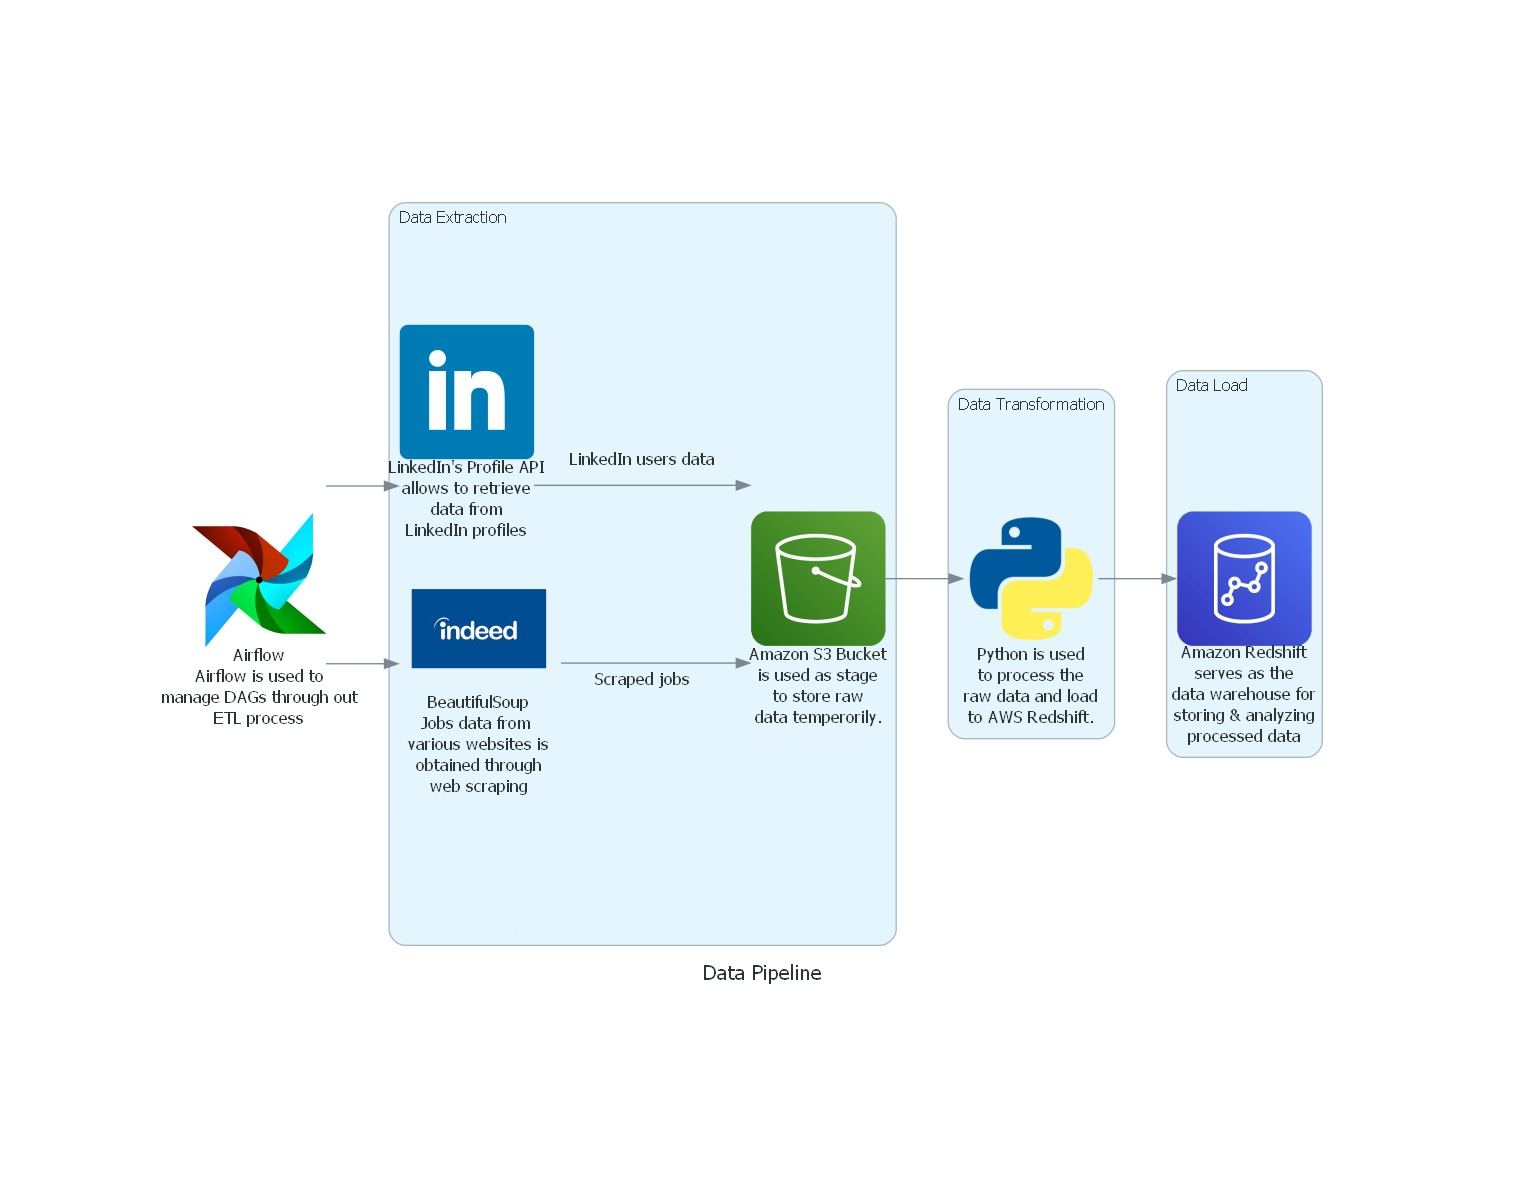 Data Extraction
in
LinkedIn's Profile API
allows to retrieve
data from
LinkedIn profiles
LinkedIn users data
Airflow
Airflow is used to
manage DAGs through out
ETL process
indeed
BeautifulSoup
Jobs data from
various websites is
obtained through
web scraping
Scraped jobs
Amazon S3 Bucket
is used as stage
to store raw
data temperorily.
Data Transformation
Python is used
to process the
raw data and load
to AWS Redshift.
Data Load
Amazon Redshift
serves as the
data warehouse for
storing & analyzing
processed data
Data Pipeline